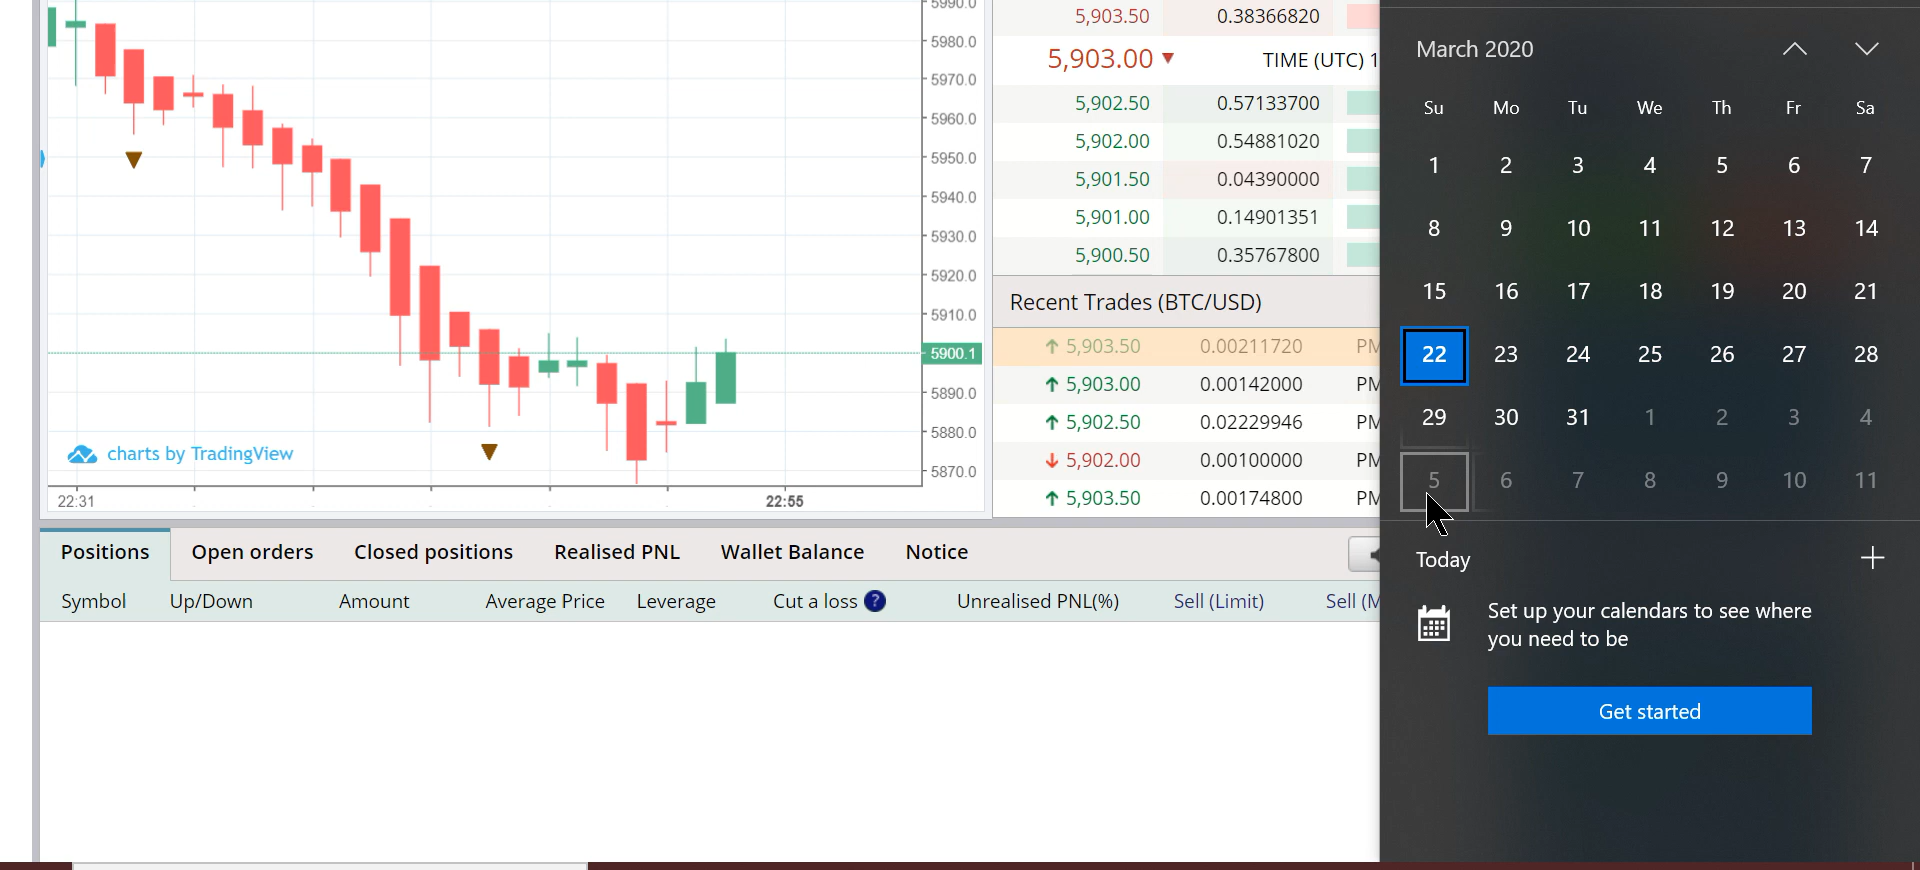 5990.0
5980.0
5970.0
5960.0
5950.0
5940.0
5930.0
5920.0
5910.0
5900.1
5890.0
5880.0
5870.0
charts by TradingView
22:31 22:55
5,903.50 0.38366820
5,903.00 TIME (UTC) 1
5,902.50 0.57133700
5,902.00 0.54881020
5,901.50 0.04390000
5,901.00 0.14901351
5,900.50 0.35767800
Recent Trades (BTC/USD)
5,903.50 0.00211720 PM
5,903.00 0.00142000 PM
5,902.50 0.02229946 PM
5,902.00 0.00100000 PM
5,903.50 0.00174800 PM
Positions Open orders Closed positions Realised PNL Wallet Balance Notice
Symbol Up/Down Amount Average Price Leverage Cut a loss ? Unrealised PNL(%) Sell (Limit) Sell (M
March 2020
Su Mo Tu We Th Fr Sa
1 2 3 4 5 6 7
8 9 10 11 12 13 14
15 16 17 18 19 20 21
22 23 24 25 26 27 28
29 30 31 1 2 3 4
5 6 7 8 9 10 11
Today
Set up your calendars to see where
you need to be
Get started